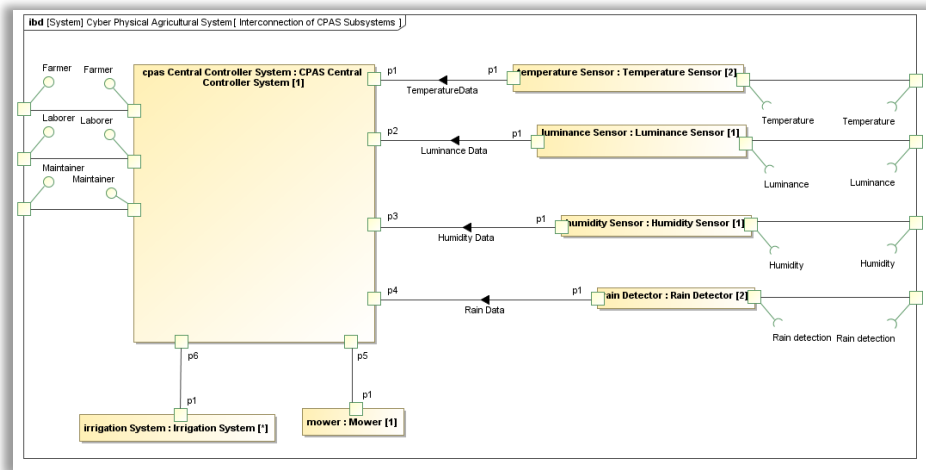 ibd [System] Cyber Physical Agricultural System [ Interconnection of CPAS Subsystems ]
Farmer
Farmer
Laborer
Laborer
Maintainer
Maintainer
cpas Central Controller System : CPAS Central
Controller System [1]
p1
TemperatureData
p1
temperature Sensor : Temperature Sensor [2]
Temperature
Temperature
p2
Luminance Data
p1
luminance Sensor : Luminance Sensor [1]
Luminance
Luminance
p3
Humidity Data
p1
humidity Sensor : Humidity Sensor [1]
Humidity
Humidity
p4
Rain Data
p1
rain Detector : Rain Detector [2]
Rain detection
Rain detection
p6
p5
p1
p1
irrigation System : Irrigation System [*]
mower : Mower [1]